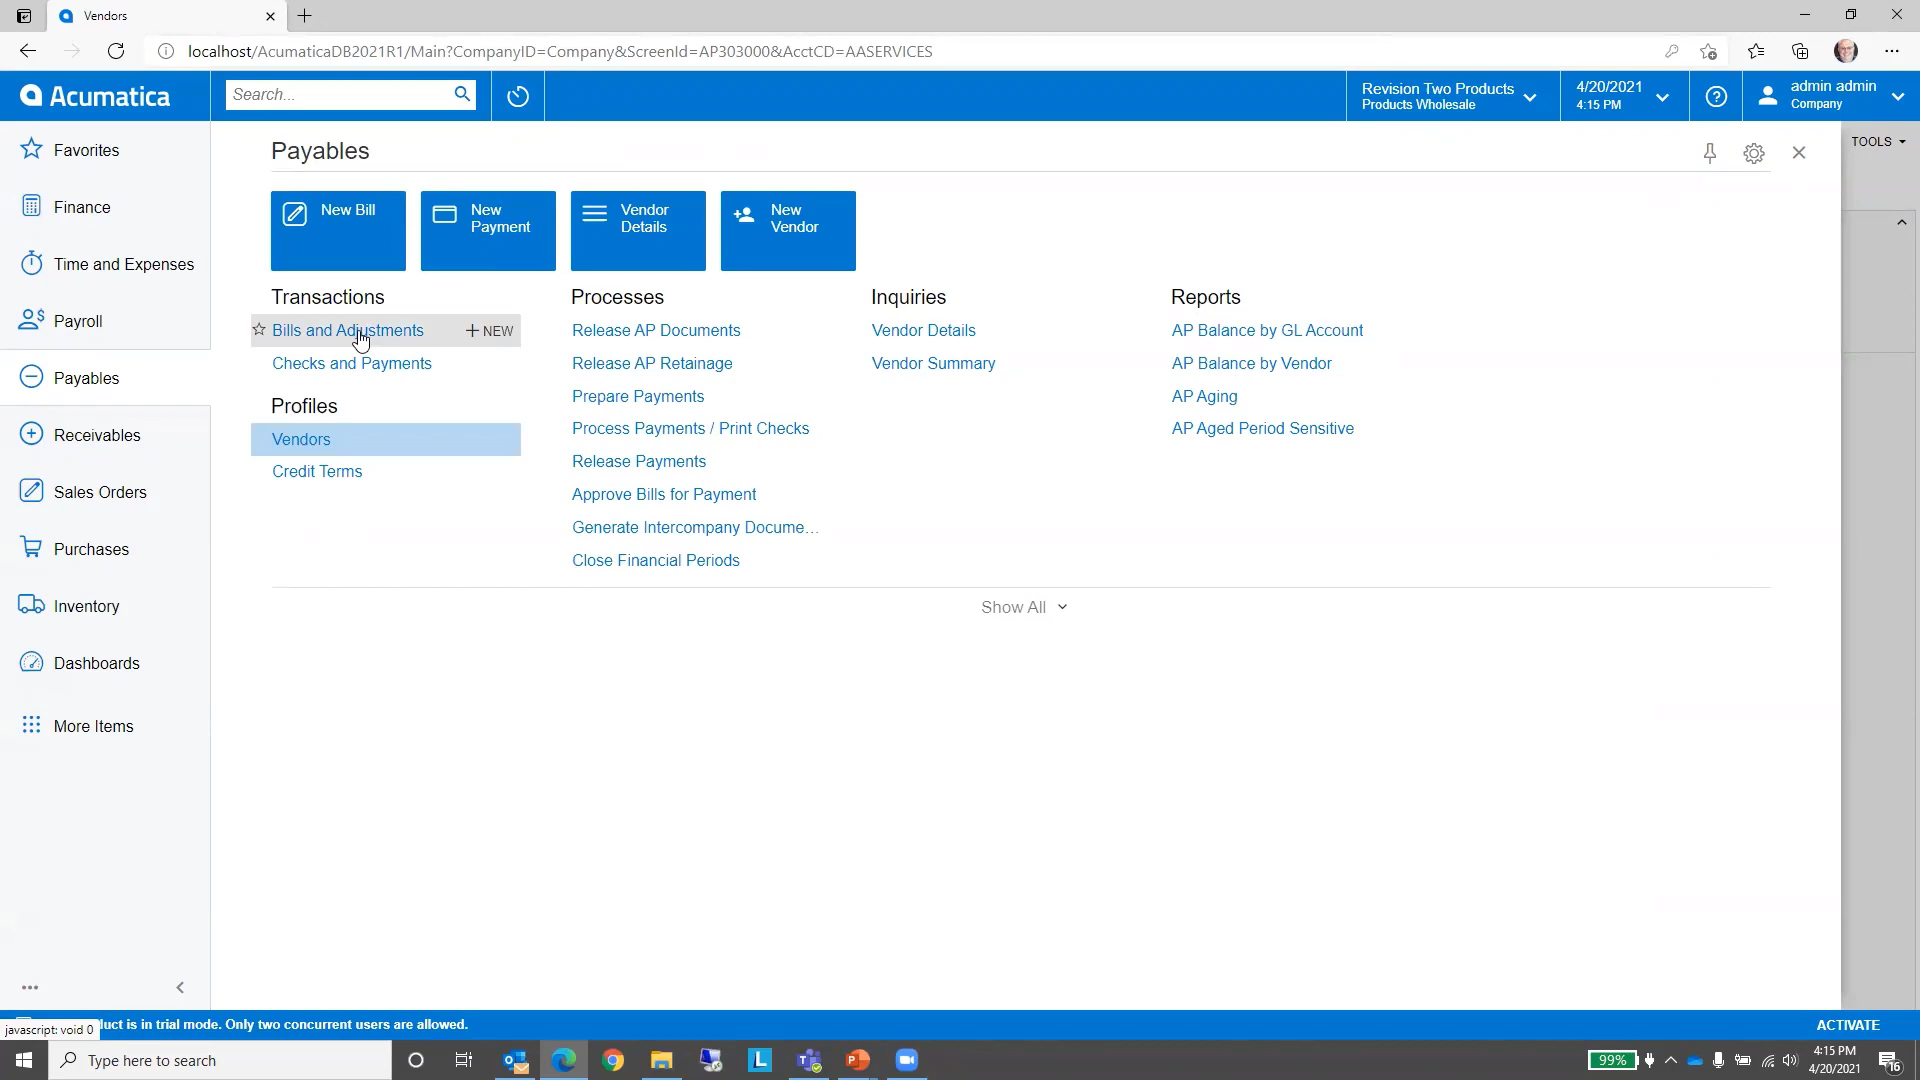 Vendors
localhost/AcumaticaDB2021R1/Main?CompanyID=Company&ScreenId=AP303000&AcctCD=AASERVICES
Acumatica
Search...
Revision Two Products
Products Wholesale
4/20/2021
4:15 PM
admin admin
Company
Favorites
Finance
Time and Expenses
Payroll
Payables
Receivables
Sales Orders
Purchases
Inventory
Dashboards
More Items
Payables
TOOLS
New Bill
New
Payment
Vendor
Details
New
Vendor
Transactions
Bills and Adjustments
NEW
Checks and Payments
Profiles
Vendors
Credit Terms
Processes
Release AP Documents
Release AP Retainage
Prepare Payments
Process Payments / Print Checks
Release Payments
Approve Bills for Payment
Generate Intercompany Docume...
Close Financial Periods
Inquiries
Vendor Details
Vendor Summary
Reports
AP Balance by GL Account
AP Balance by Vendor
AP Aging
AP Aged Period Sensitive
Show All
javascript: void 0
duct is in trial mode. Only two concurrent users are allowed.
ACTIVATE
Type here to search
99%
4:15 PM
4/20/2021
16